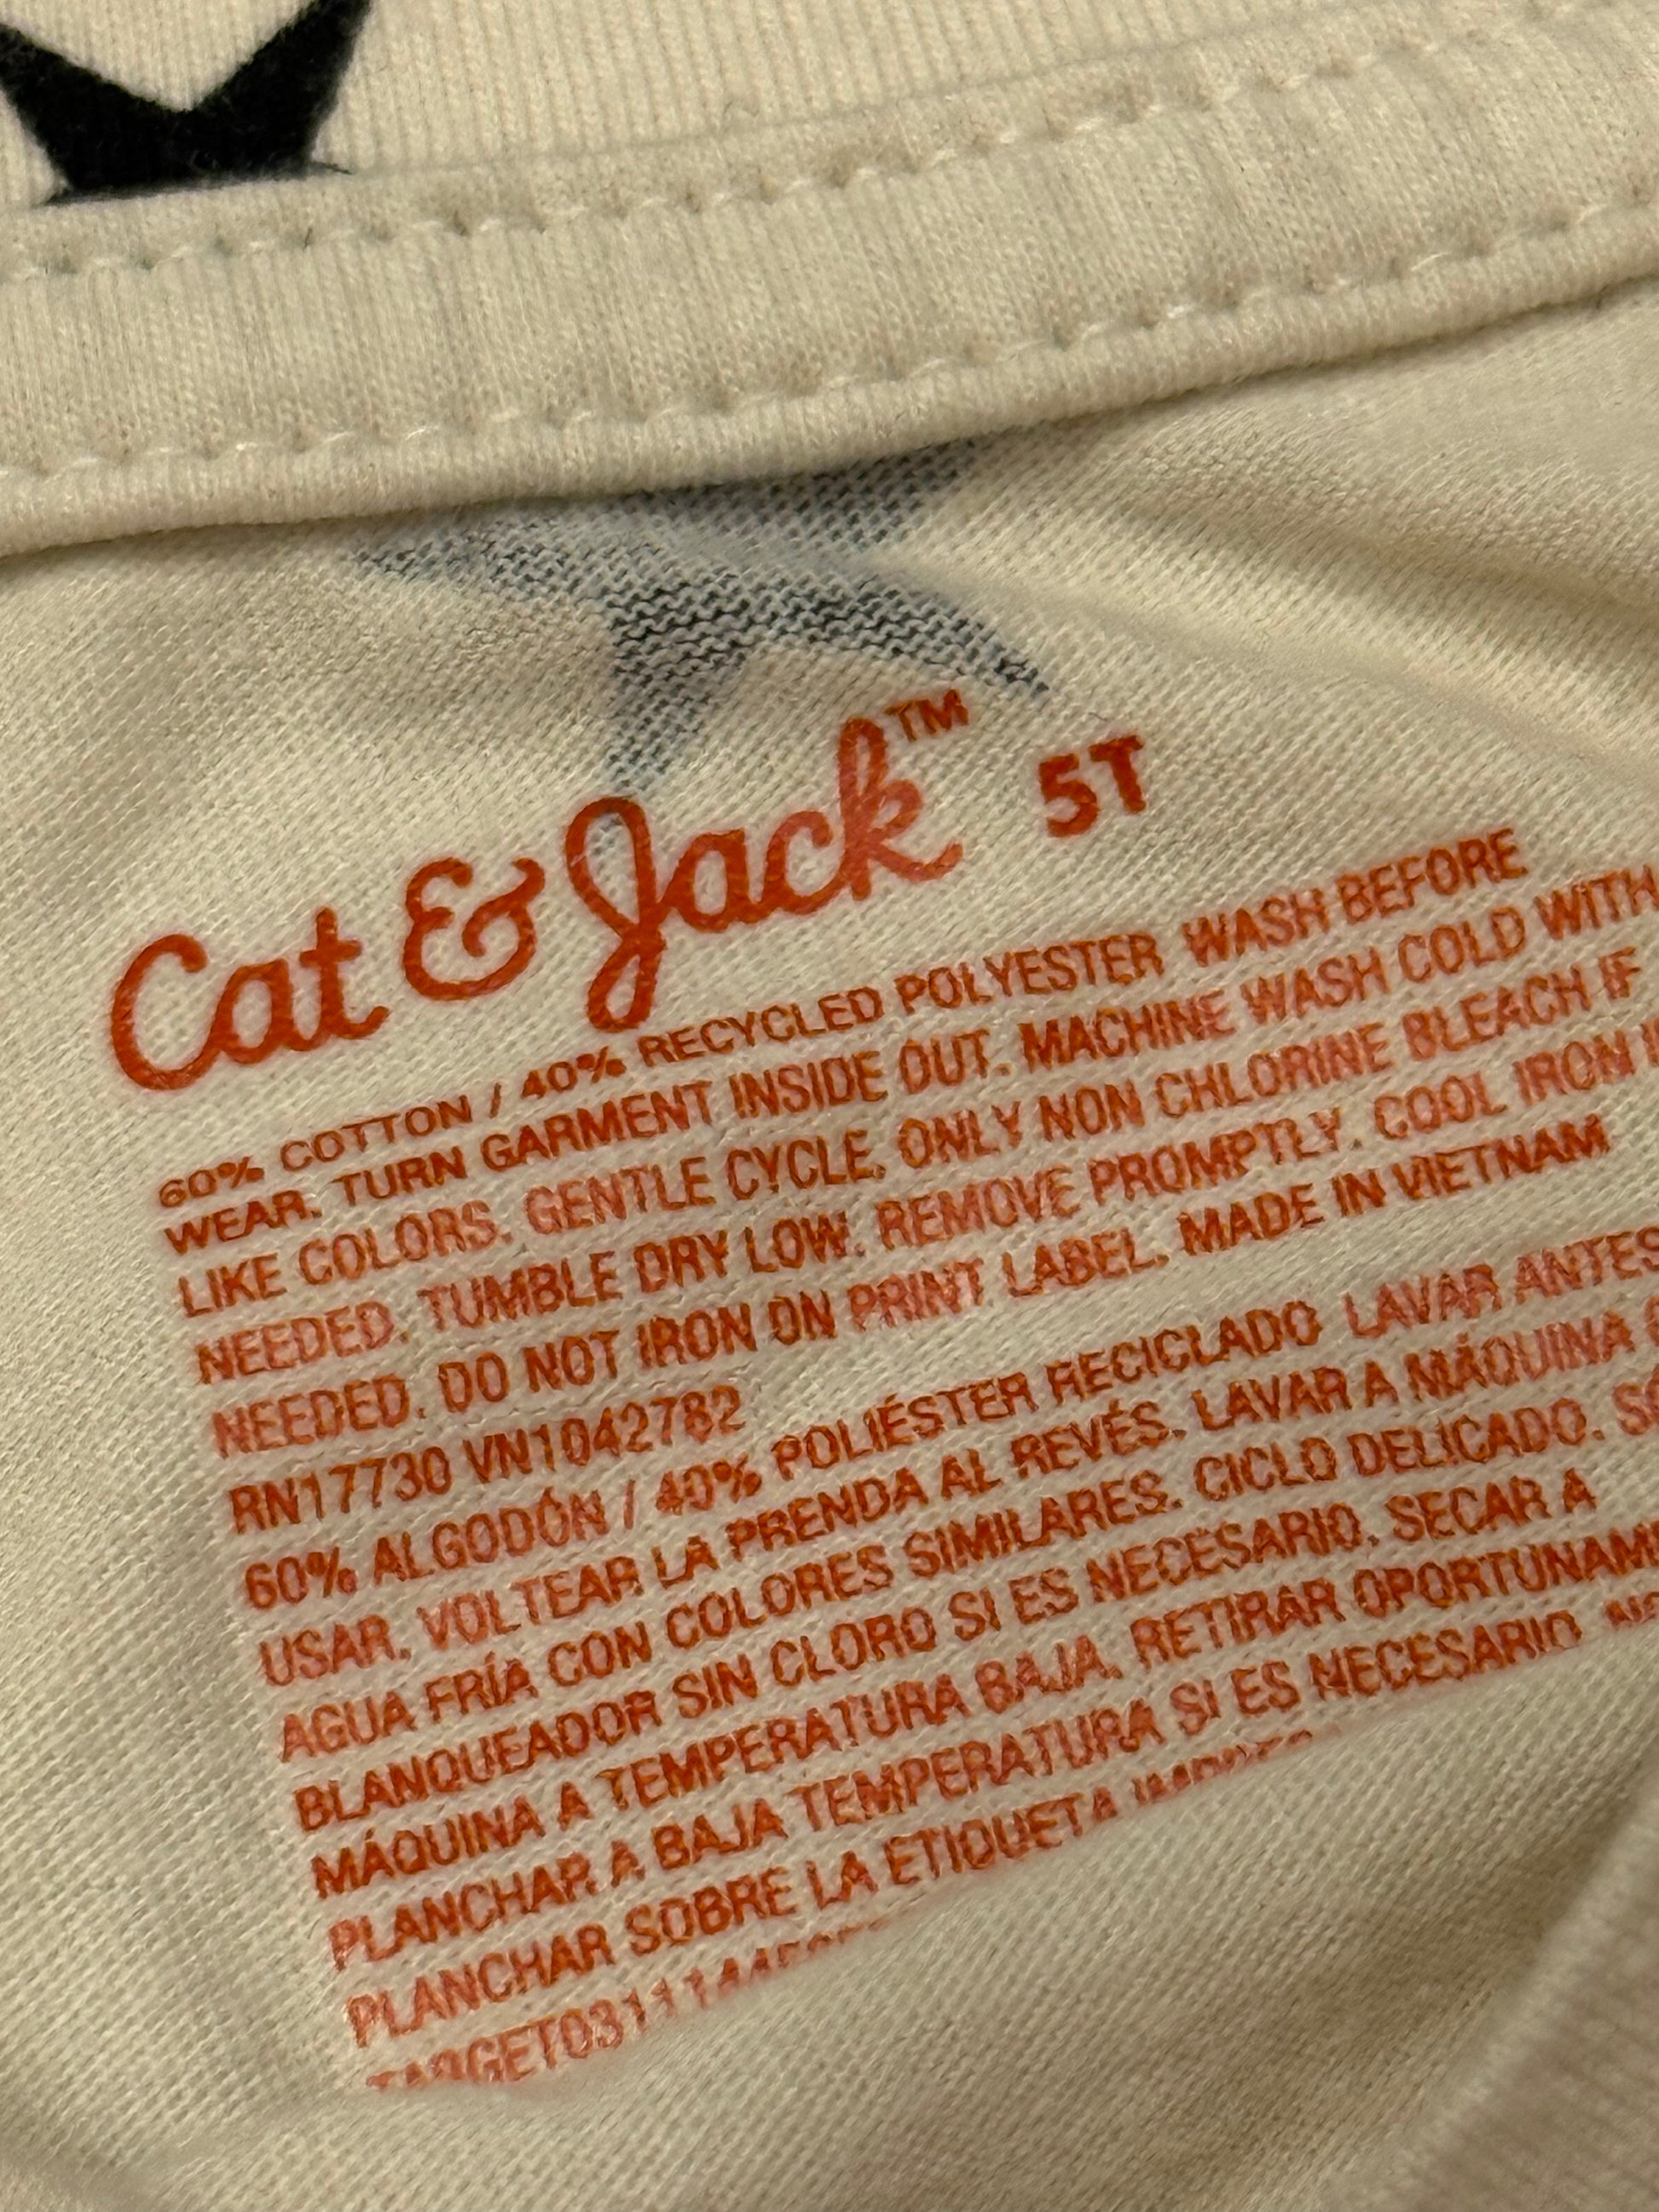 Cat & Jack™ 5T
60% COTTON / 40% RECYCLED POLYESTER WASH BEFORE
WEAR. TURN GARMENT INSIDE OUT. MACHINE WASH COLD WITH
LIKE COLORS. GENTLE CYCLE. ONLY NON CHLORINE BLEACH IF
NEEDED. TUMBLE DRY LOW. REMOVE PROMPTLY. COOL IRON
NEEDED. DO NOT IRON ON PRINT LABEL. MADE IN VIETNAM
RN17730 VN1042782
60% ALGODÓN / 40% POLIÉSTER RECICLADO LAVAR ANTES
USAR. VOLTEAR LA PRENDA AL REVÉS. LAVAR A MÁQUINA
AGUA FRÍA CON COLORES SIMILARES. CICLO DELICADO.
BLANQUEADOR SIN CLORO SI ES NECESARIO. SECAR A
MÁQUINA A TEMPERATURA BAJA. RETIRAR
PLANCHAR A BAJA TEMPERATURA SI ES NECESARIO
PLANCHAR SOBRE LA ETIQUETA